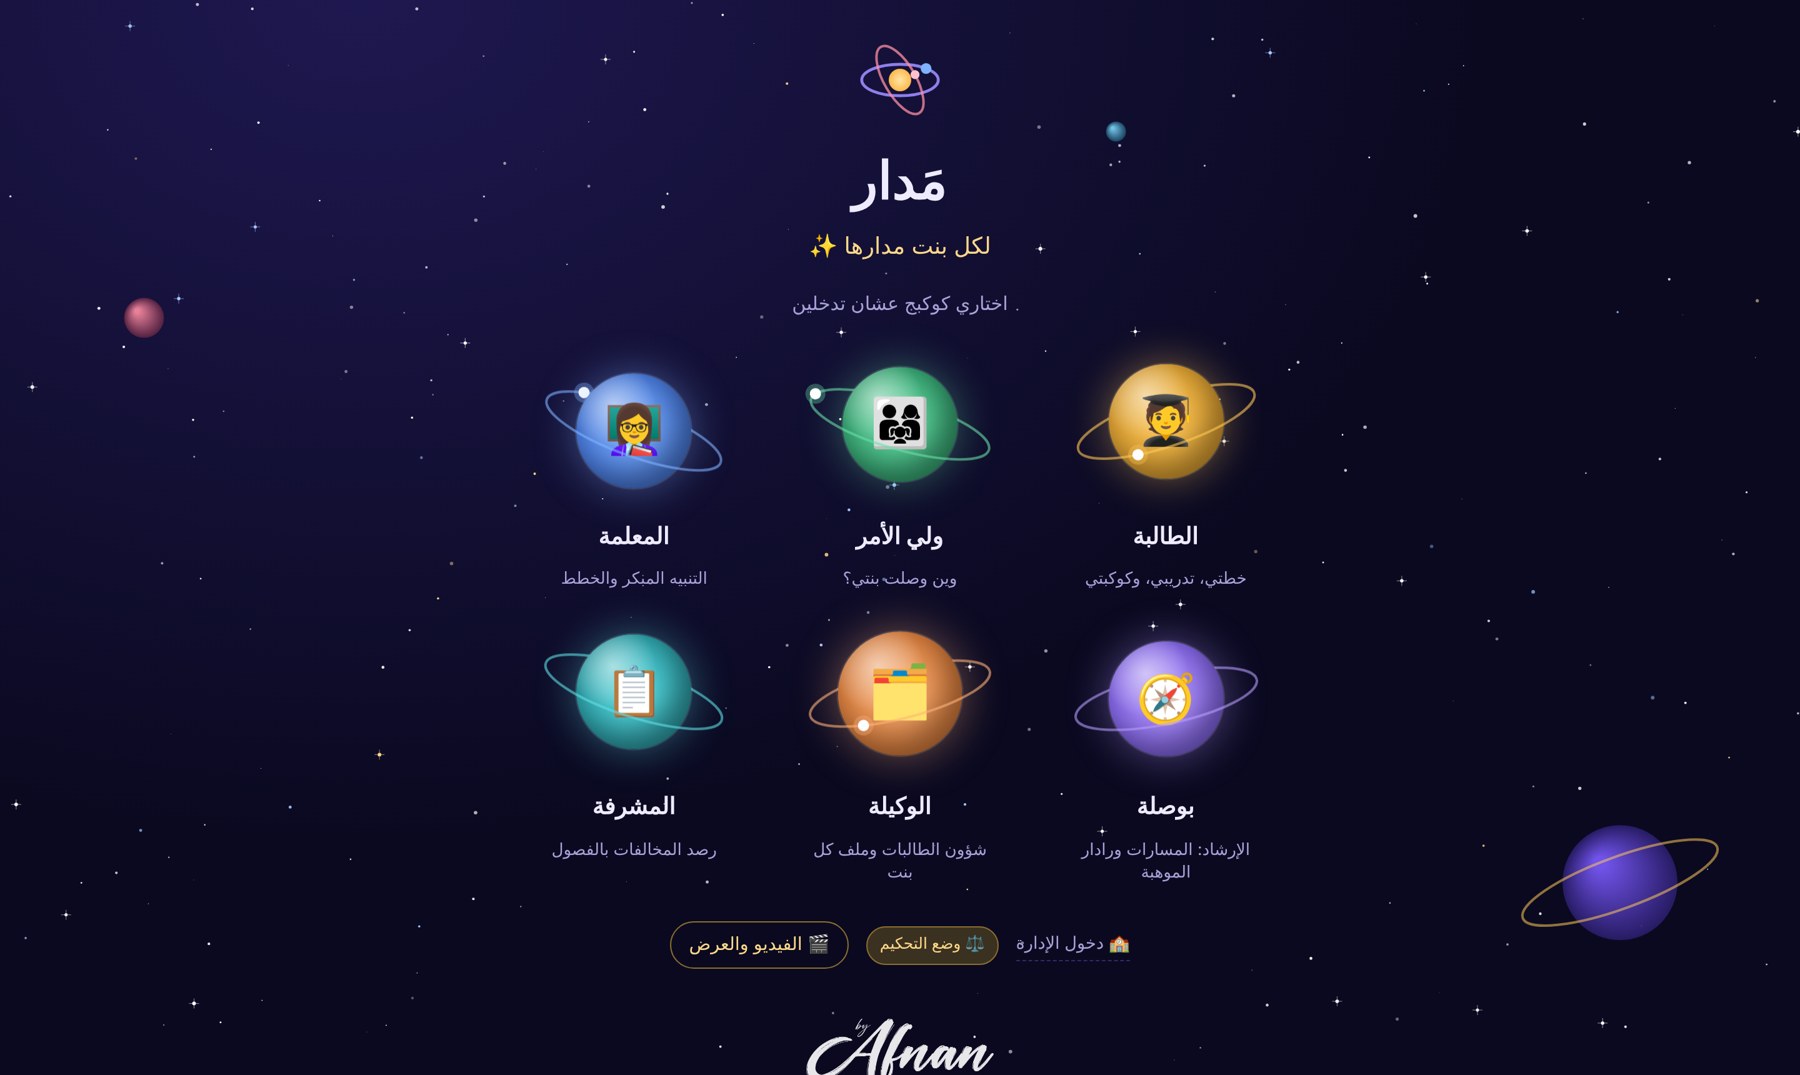 مَدار
لكل بنت مدارها ✨
اختاري كوكبج عشان تدخلين
الطالبة
خطتي، تدريبي، وكوكبتي
ولي الأمر
وين وصلت بنتي؟
المعلمة
التنبيه المبكر والخطط
بوصلة
الإرشاد: المسارات ورادار
الموهبة
الوكيلة
شؤون الطالبات وملف كل
بنت
المشرفة
رصد المخالفات بالفصول
🏫 دخول الإدارة
⚖️ وضع التحكيم
🎬 الفيديو والعرض
by
Afnan